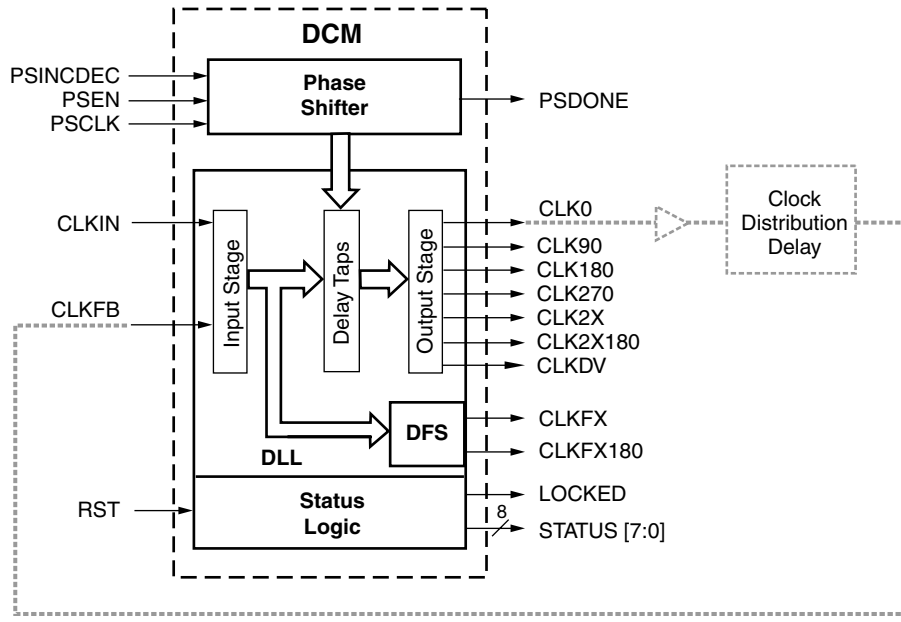 DCM
PSINCDEC
PSEN
PSCLK
Phase
Shifter
PSDONE
CLKIN
CLKFB
Input Stage
Delay Taps
Output Stage
CLK0
CLK90
CLK180
CLK270
CLK2X
CLK2X180
CLKDV
Clock
Distribution
Delay
DFS
CLKFX
CLKFX180
DLL
RST
Status
Logic
LOCKED
8
STATUS [7:0]